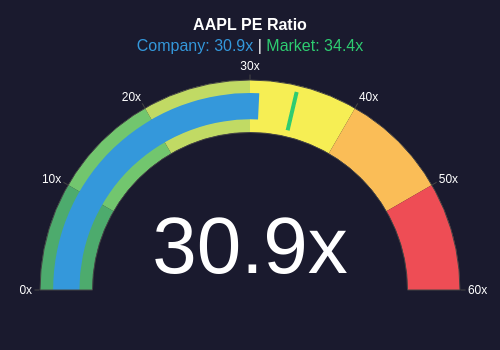 AAPL PE Ratio
Company: 30.9x | Market: 34.4x
30x
20x
40x
10x
50x
30.9x
0x
60x